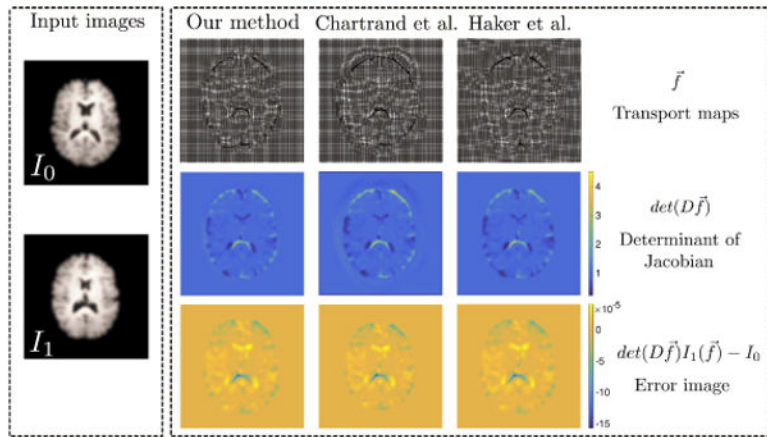 Input images
I₀
I₁
Our method Chartrand et al. Haker et al.
f⃗
Transport maps
4
3
2
1
det(Df⃗)
Determinant of
Jacobian
×10⁻⁵
0
-5
-10
-15
det(Df⃗)I₁(f⃗) − I₀
Error image